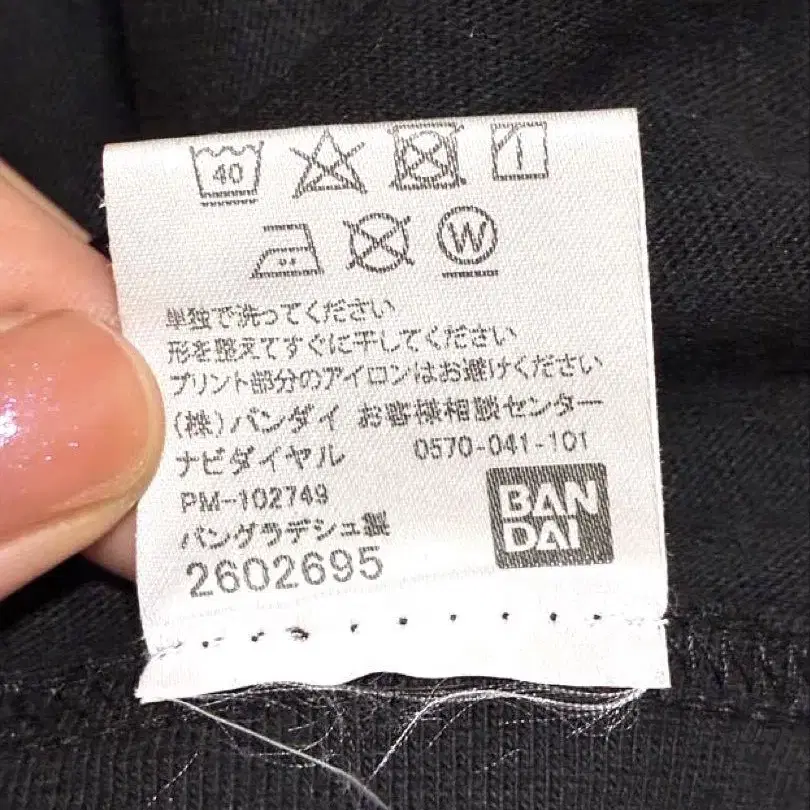 40
W
単独で洗ってください
形を整えてすぐに干してください
プリント部分のアイロンはお避けください
(株)バンダイ お客様相談センター
ナビダイヤル 0570-041-101
PM-102749
バングラデシュ製
2602695
BAN
DAI